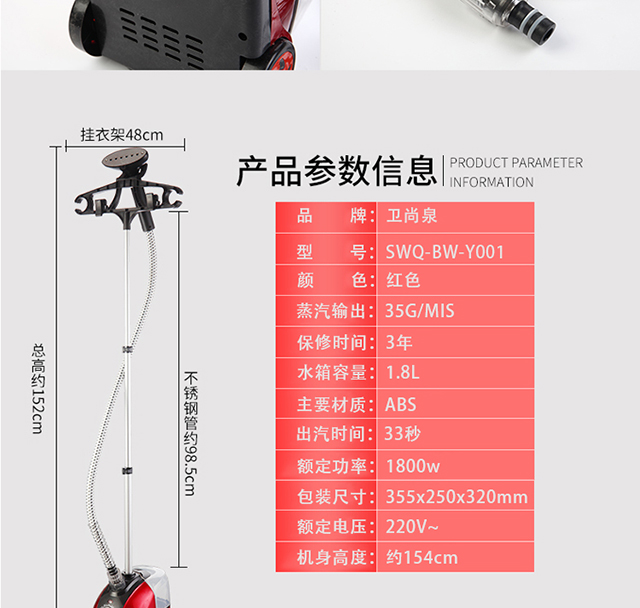 挂衣架48cm
产品参数信息
PRODUCT PARAMETER
INFORMATION
品 牌：卫尚泉
型 号：SWQ-BW-Y001
颜 色：红色
蒸汽输出：35G/MIS
保修时间：3年
水箱容量：1.8L
主要材质：ABS
出汽时间：33秒
额定功率：1800w
包装尺寸：355x250x320mm
额定电压：220V~
机身高度：约154cm
总高约152cm
不锈钢管约98.5cm